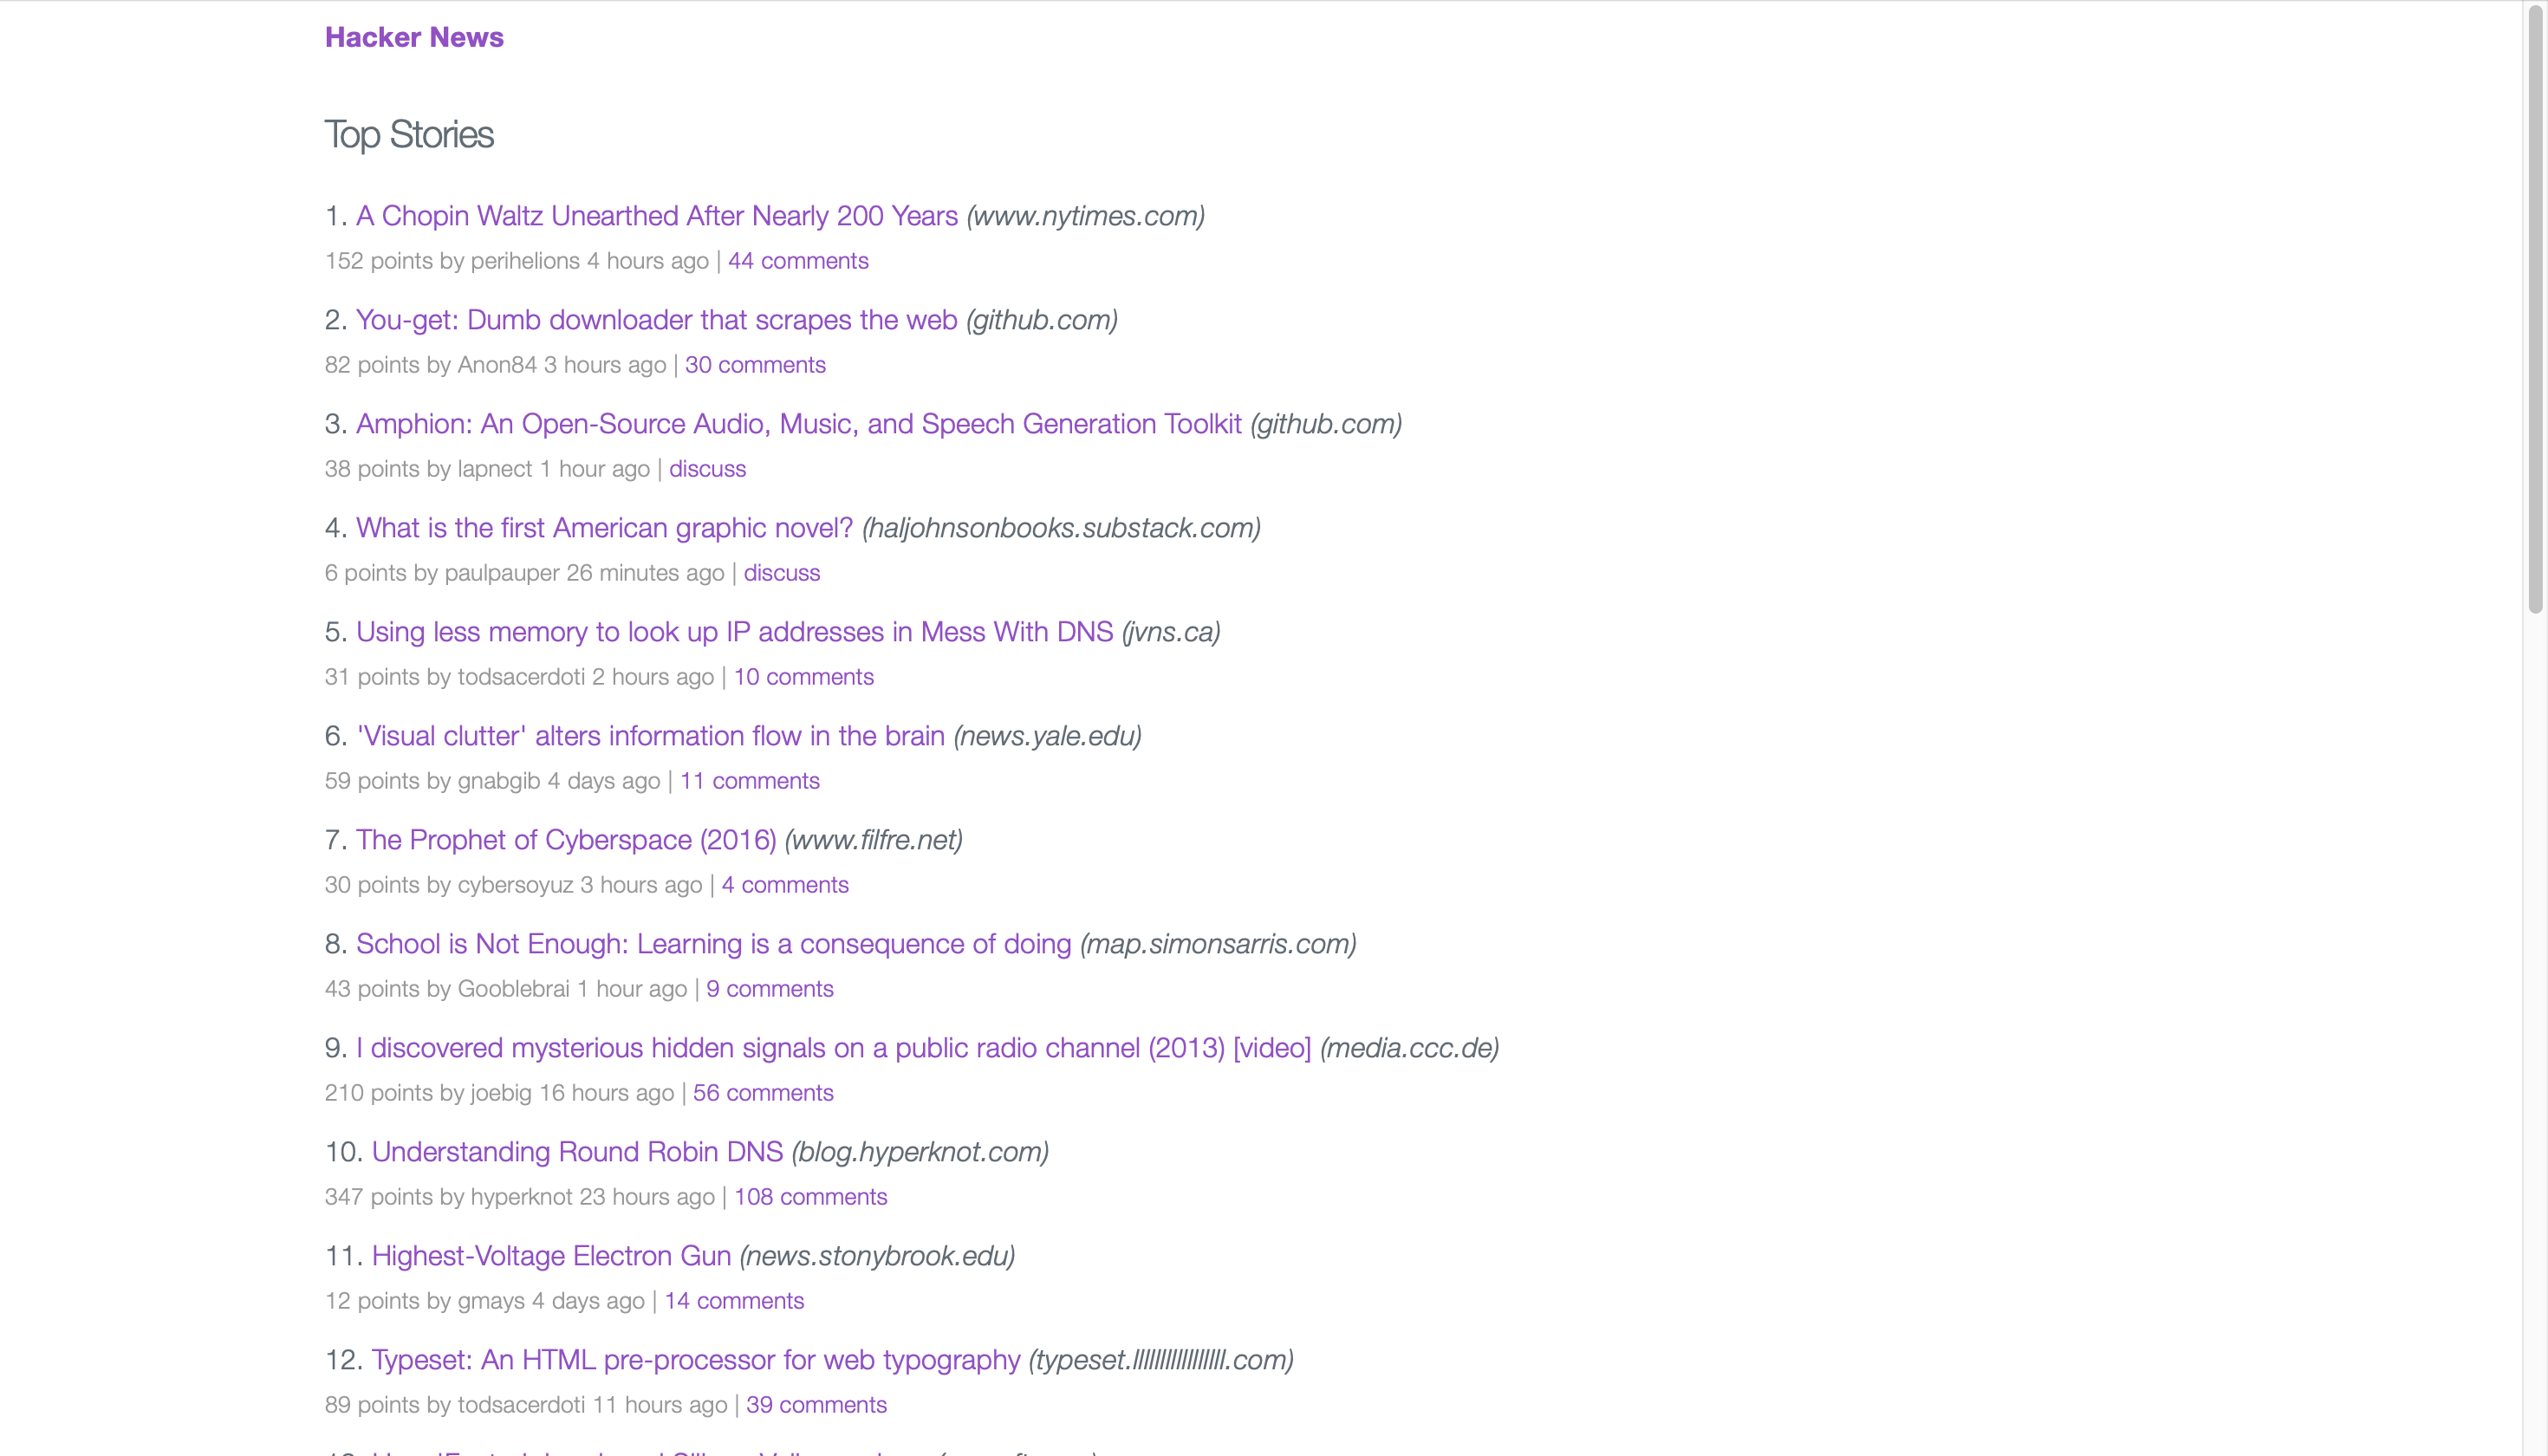 Hacker News
Top Stories
1. A Chopin Waltz Unearthed After Nearly 200 Years (www.nytimes.com)
152 points by perihelions 4 hours ago | 44 comments
2. You-get: Dumb downloader that scrapes the web (github.com)
82 points by Anon84 3 hours ago | 30 comments
3. Amphion: An Open-Source Audio, Music, and Speech Generation Toolkit (github.com)
38 points by lapnect 1 hour ago | discuss
4. What is the first American graphic novel? (haljohnsonbooks.substack.com)
6 points by paulpauper 26 minutes ago | discuss
5. Using less memory to look up IP addresses in Mess With DNS (jvns.ca)
31 points by todsacerdoti 2 hours ago | 10 comments
6. 'Visual clutter' alters information flow in the brain (news.yale.edu)
59 points by gnabgib 4 days ago | 11 comments
7. The Prophet of Cyberspace (2016) (www.filfre.net)
30 points by cybersoyuz 3 hours ago | 4 comments
8. School is Not Enough: Learning is a consequence of doing (map.simonsarris.com)
43 points by Gooblebrai 1 hour ago | 9 comments
9. I discovered mysterious hidden signals on a public radio channel (2013) [video] (media.ccc.de)
210 points by joebig 16 hours ago | 56 comments
10. Understanding Round Robin DNS (blog.hyperknot.com)
347 points by hyperknot 23 hours ago | 108 comments
11. Highest-Voltage Electron Gun (news.stonybrook.edu)
12 points by gmays 4 days ago | 14 comments
12. Typeset: An HTML pre-processor for web typography
89 points by todsacerdoti 11 hours ago | 39 comments